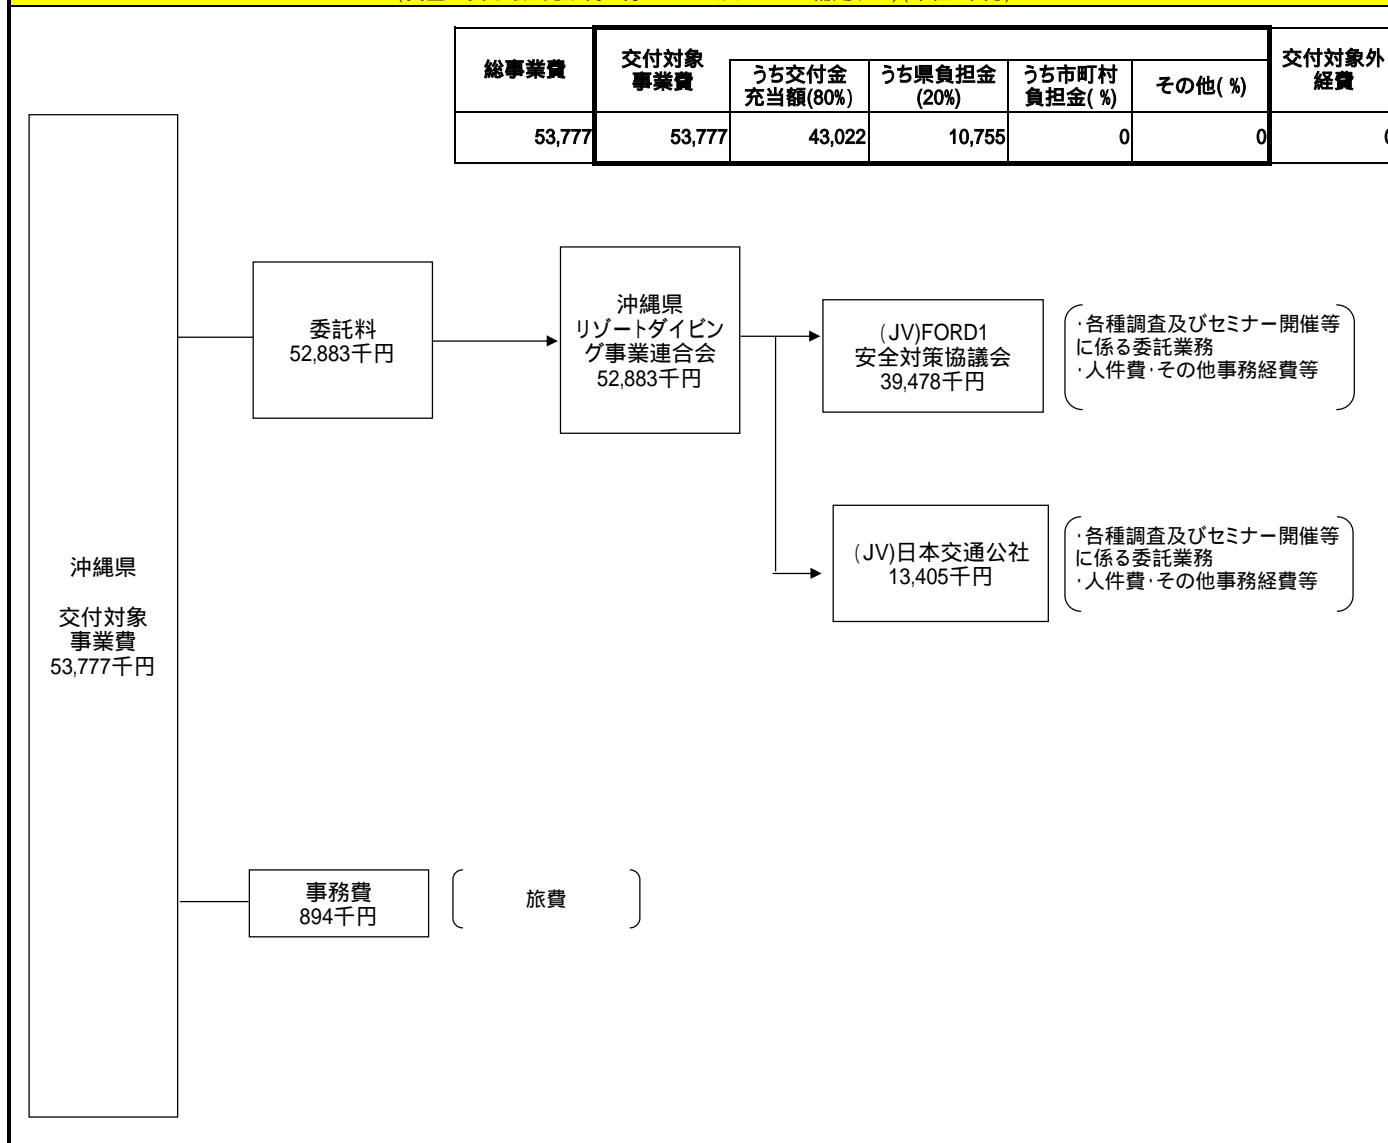 総事業費
交付対象
事業費
交付対象外
経費
うち交付金
充当額(80%)
うち県負担金
(20%)
うち市町村
負担金( %)
その他( %)
53,777
53,777
43,022
10,755
0
0
沖縄県
交付対象
事業費
53,777千円
委託料
52,883千円
沖縄県
リゾートダイビン
グ事業連合会
52,883千円
(JV)FORD1
安全対策協議会
39,478千円
・各種調査及びセミナー開催等
に係る委託業務
・人件費・その他事務経費等
(JV)日本交通公社
13,405千円
・各種調査及びセミナー開催等
に係る委託業務
・人件費・その他事務経費等
事務費
894千円
旅費